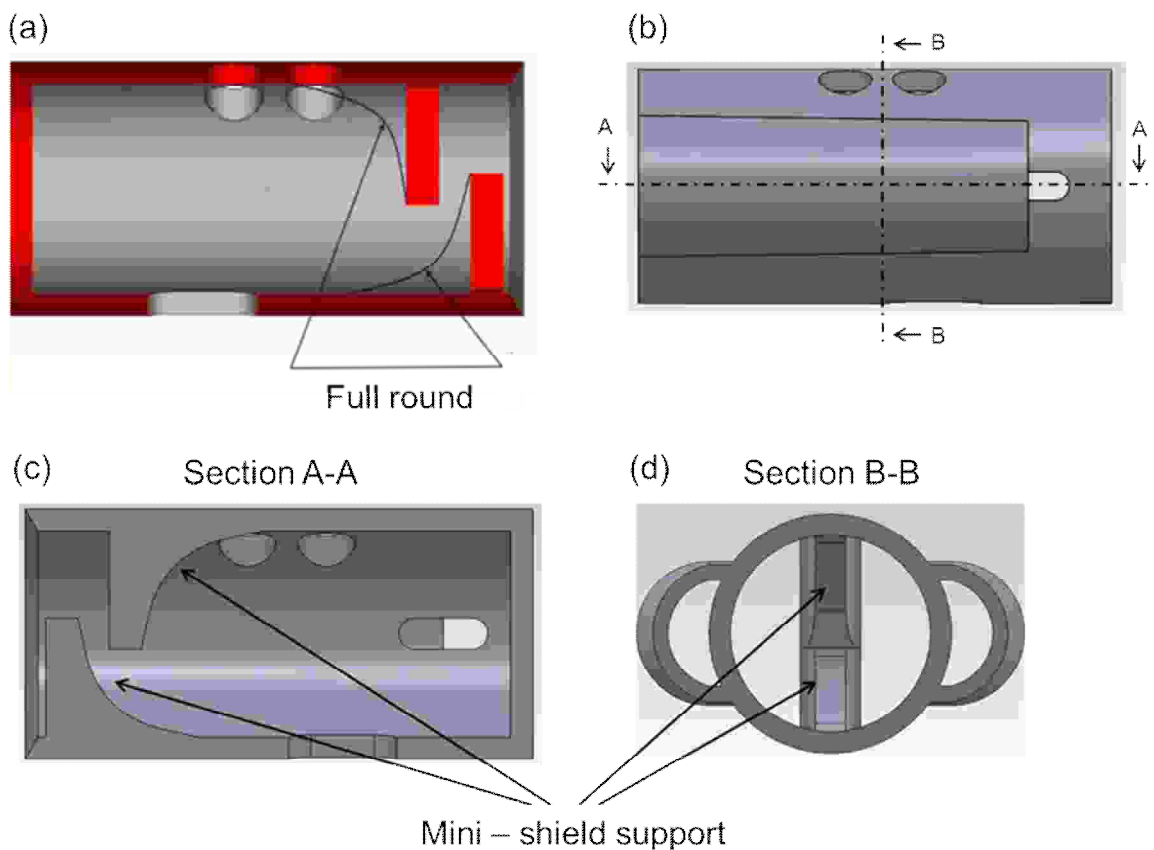 (a)
Full round
(b)
B
A
A
B
(c)
Section A-A
(d)
Section B-B
Mini – shield support